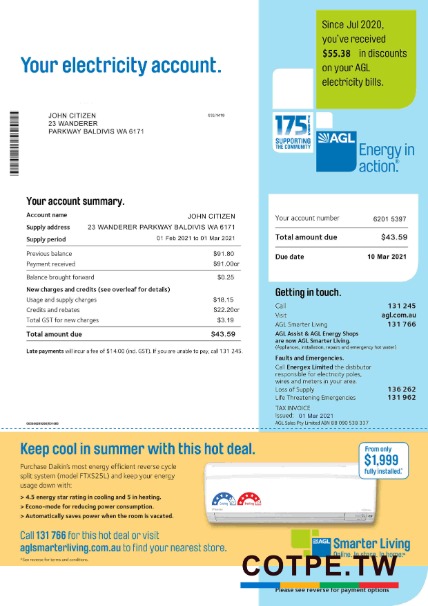 Since Jul 2020,
you've received
$55.38 in discounts
on your AGL
electricity bills.
Your electricity account.
JOHN CITIZEN
23 WANDERER
PARKWAY BALDIVIS WA 6171
175
SUPPORTING
THE COMMUNITY
AGL
Energy in
action.®
Your account summary.
Account name JOHN CITIZEN
Supply address 23 WANDERER PARKWAY BALDIVIS WA 6171
Supply period 01 Feb 2021 to 01 Mar 2021
Previous balance $91.80
Payment received $91.00cr
Balance brought forward $0.25
New charges and credits (see overleaf for details)
Usage and supply charges $18.15
Credits and rebates $22.20cr
Total GST for new charges $3.19
Total amount due $43.59
Late payments will incur a fee of $14.00 (incl. GST). If you are unable to pay, call 131 245.
Your account number 6201 5397
Total amount due $43.59
Due date 10 Mar 2021
Getting in touch.
Call 131 245
Visit agl.com.au
AGL Smarter Living 131 766
AGL Assist & AGL Energy Shops
are now AGL Smarter Living.
(Appliances, installation, repairs and emergency hot water)
Faults and Emergencies.
Call Energex Limited the distributor
responsible for electricity poles,
wires and meters in your area.
Loss of Supply 136 262
Life Threatening Emergencies 131 962
TAX INVOICE
Issued: 01 Mar 2021
AGL Sales Pty Limited ABN 88 090 538 337
Keep cool in summer with this hot deal.
Purchase Daikin's most energy efficient reverse cycle
split system (model FTXS25L) and keep your energy
usage down with:
> 4.5 energy star rating in cooling and 5 in heating.
> Econo-mode for reducing power consumption.
> Automatically saves power when the room is vacated.
From only
$1,999
fully installed.*
Call 131 766 for this hot deal or visit
aglsmarterliving.com.au to find your nearest store.
*See reverse for terms and conditions.
AGL
Smarter Living
Online. In store. In home.™
COTPE.TW
Please see reverse for payment options